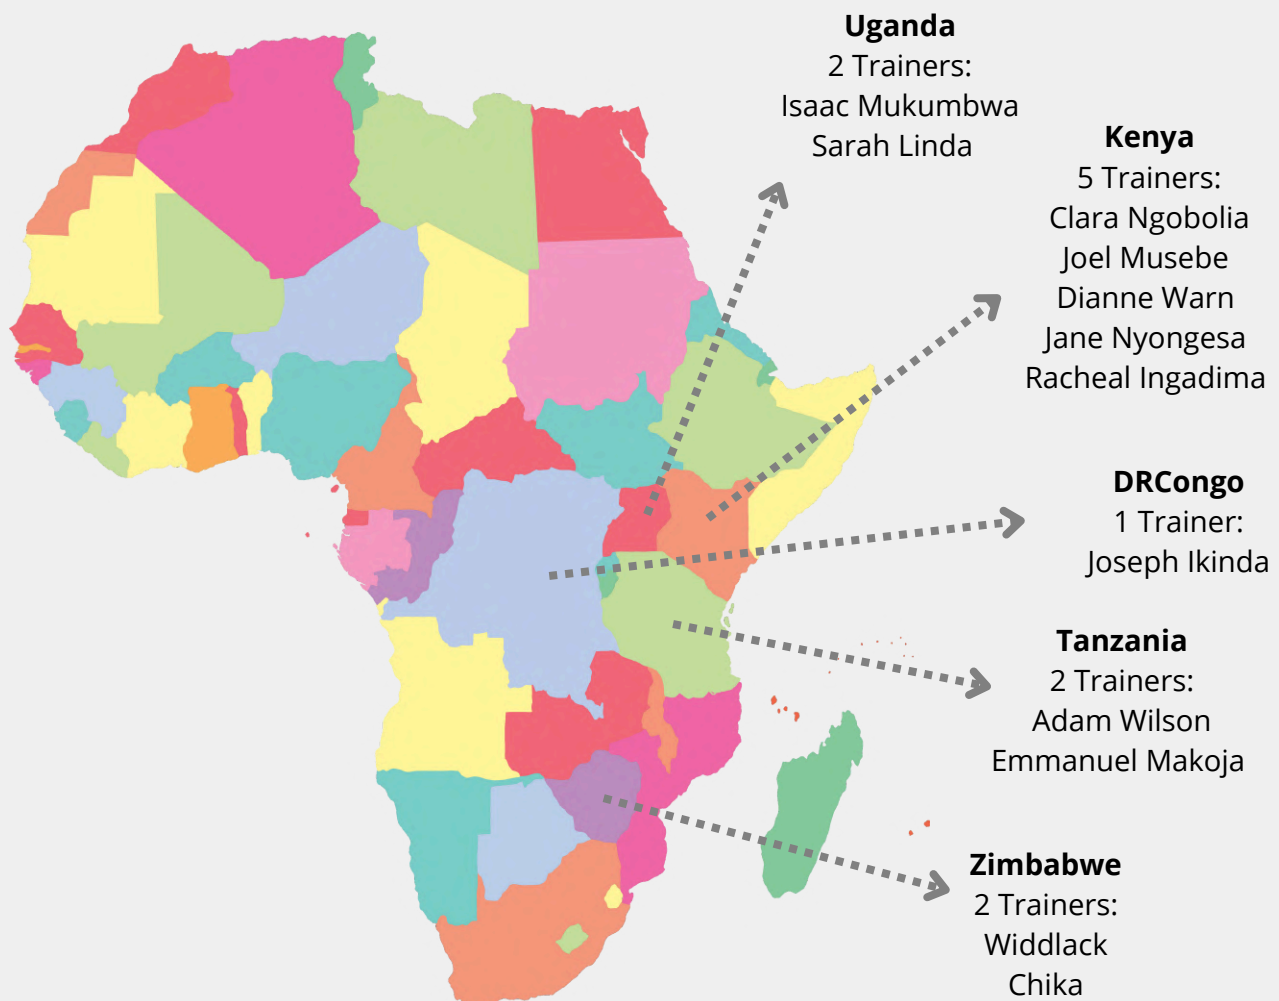 Uganda
2 Trainers:
Isaac Mukumbwa
Sarah Linda
Kenya
5 Trainers:
Clara Ngobolia
Joel Musebe
Dianne Warn
Jane Nyongesa
Racheal Ingadima
DRCongo
1 Trainer:
Joseph Ikinda
Tanzania
2 Trainers:
Adam Wilson
Emmanuel Makoja
Zimbabwe
2 Trainers:
Widdlack
Chika